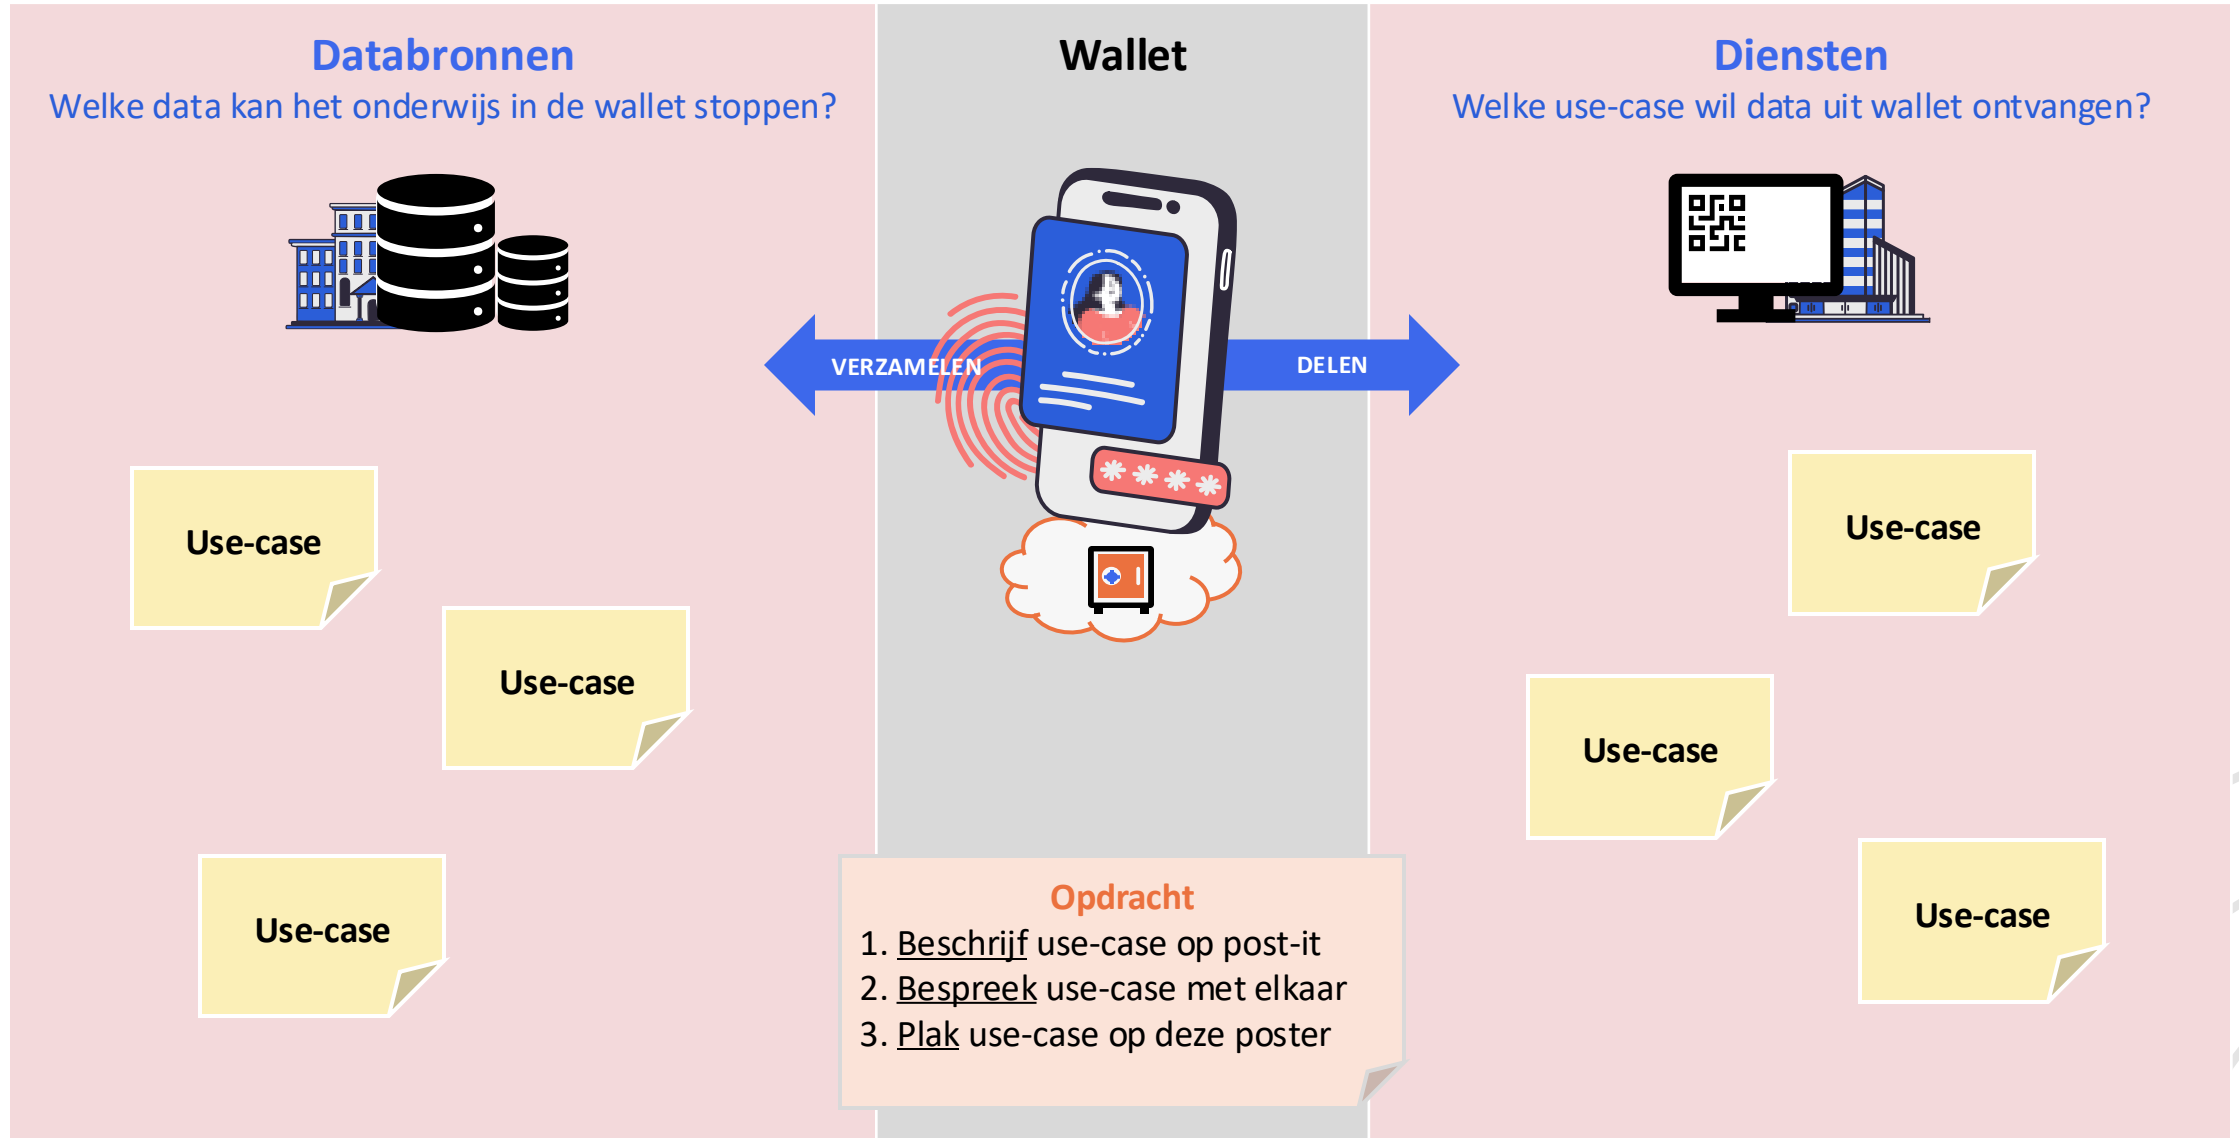 Databronnen
Welke data kan het onderwijs in de wallet stoppen?
Wallet
Diensten
Welke use-case wil data uit wallet ontvangen?
VERZAMELEN
DELEN
Use-case
Use-case
Use-case
Use-case
Use-case
Use-case
Opdracht
1. Beschrijf use-case op post-it
2. Bespreek use-case met elkaar
3. Plak use-case op deze poster